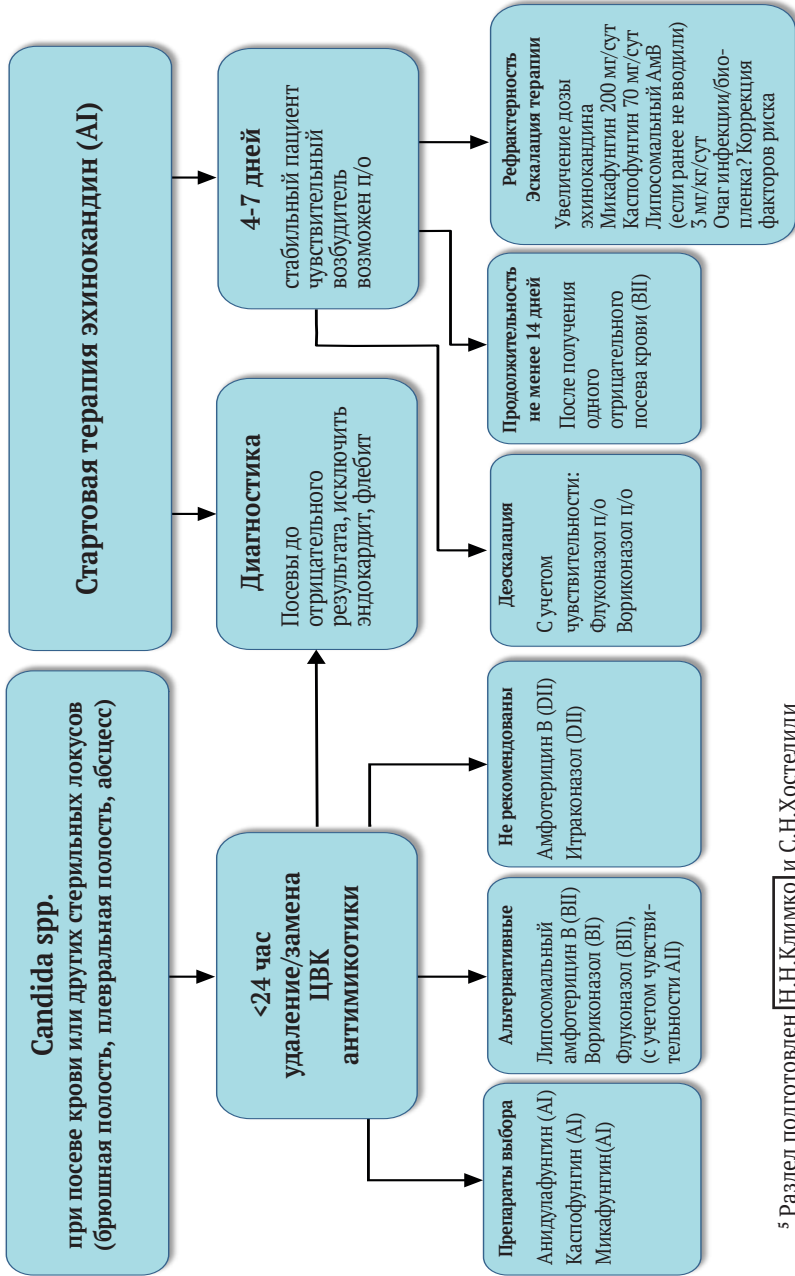 Candida spp.
при посеве крови или других стерильных локусов
(брюшная полость, плевральная полость, абсцесс)
Стартовая терапия эхинокандин (AI)
<24 час
удаление/замена
ЦВК
антимикотики
Диагностика
Посевы до
отрицательного
результата, исключить
эндокардит, флебит
4-7 дней
стабильный пациент
чувствительный
возбудитель
возможен п/о
Препараты выбора
Анидулафунгин (AI)
Каспофунгин (AI)
Микафунгин(AI)
Альтернативные
Липосомальный
амфотерицин В (BII)
Вориконазол (BI)
Флуконазол (BII),
(с учетом чувстви-
тельности AII)
Не рекомендованы
Амфотерицин В (DII)
Итраконазол (DII)
Деэскалация
С учетом
чувствительности:
Флуконазол п/о
Вориконазол п/о
Продолжительность
не менее 14 дней
После получения
одного
отрицательного
посева крови (BII)
Рефрактерность
Эскалация терапии
Увеличение дозы
эхинокандина
Микафунгин 200 мг/сут
Каспофунгин 70 мг/сут
Липосомальный АмВ
(если ранее не вводили)
3 мг/кг/сут
Очаг инфекции/био-
пленка? Коррекция
факторов риска
5 Раздел подготовлен Н.Н.Климко и С.Н.Хостелиди